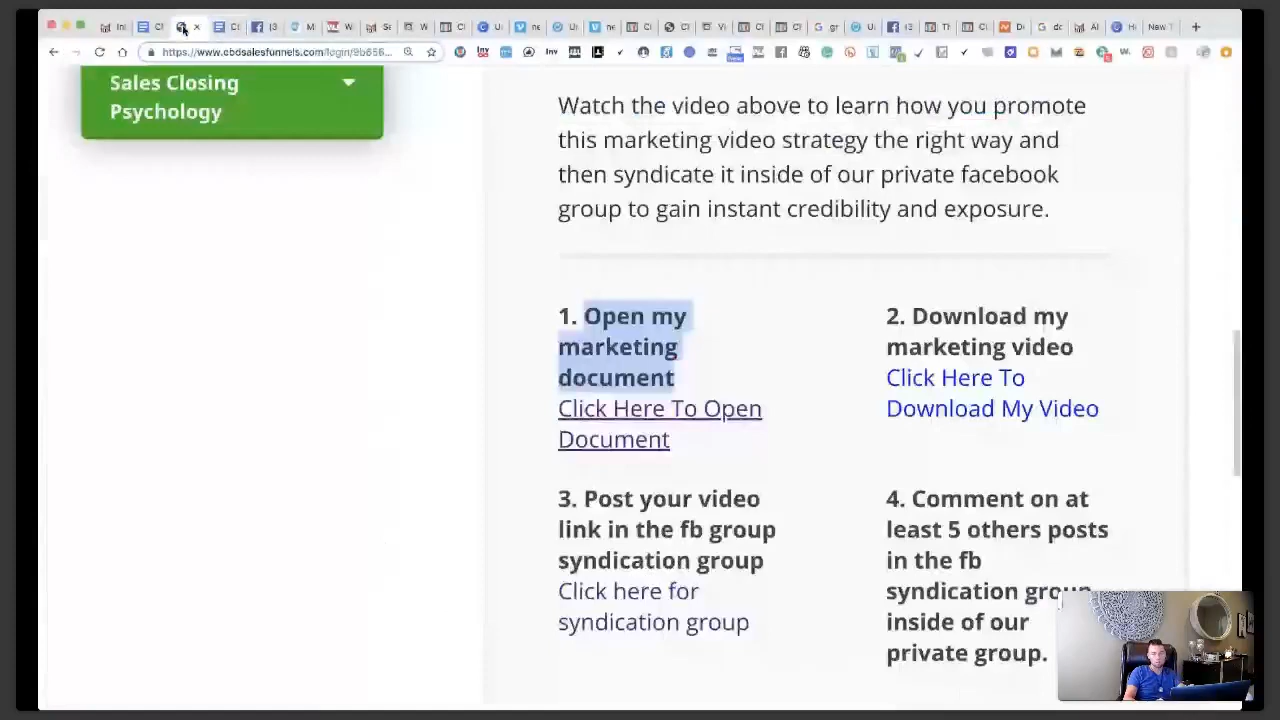 https://www.cbdsalesfunnels.com/login/9b656...
Sales Closing
Psychology
Watch the video above to learn how you promote
this marketing video strategy the right way and
then syndicate it inside of our private facebook
group to gain instant credibility and exposure.
1. Open my
marketing
document
Click Here To Open
Document
2. Download my
marketing video
Click Here To
Download My Video
3. Post your video
link in the fb group
syndication group
Click here for
syndication group
4. Comment on at
least 5 others posts
in the fb
syndication group
inside of our
private group.